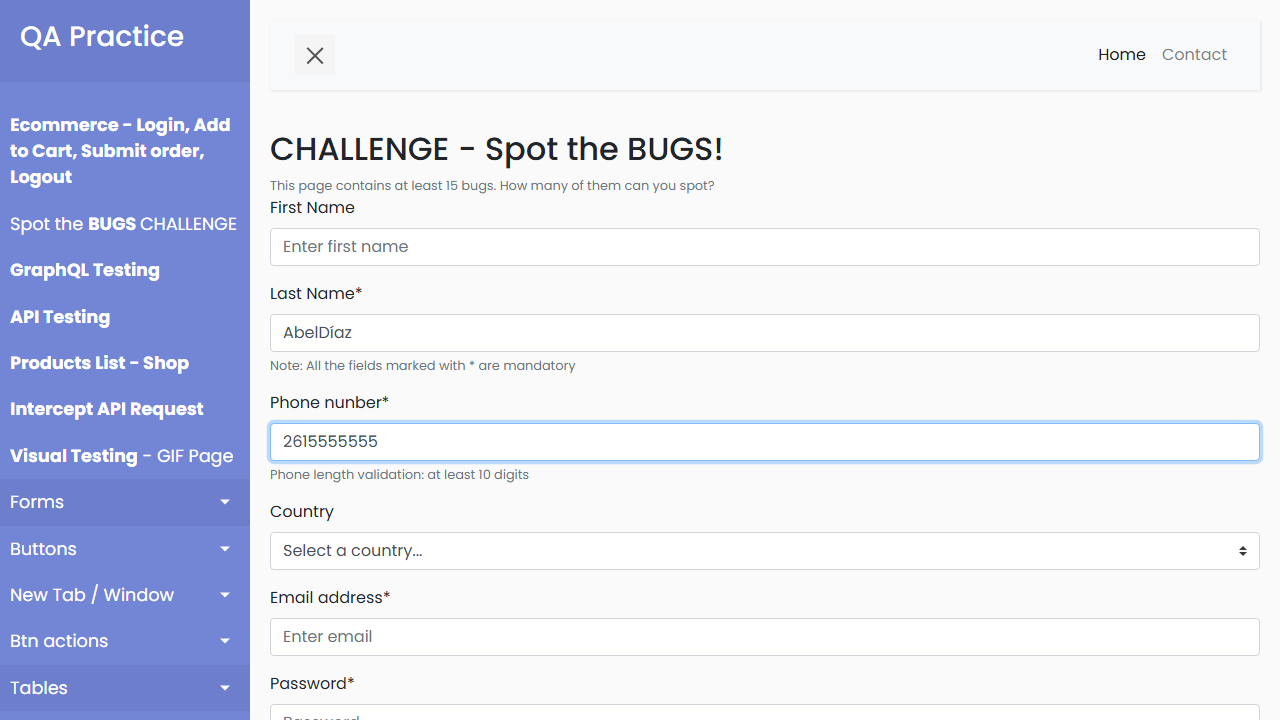 QA Practice
Home Contact
Ecommerce - Login, Add
to Cart, Submit order,
Logout
Spot the BUGS CHALLENGE
GraphQL Testing
API Testing
Products List - Shop
Intercept API Request
Visual Testing - GIF Page
Forms
Buttons
New Tab / Window
Btn actions
Tables
CHALLENGE - Spot the BUGS!
This page contains at least 15 bugs. How many of them can you spot?
First Name
Enter first name
Last Name*
AbelDíaz
Note: All the fields marked with * are mandatory
Phone nunber*
2615555555
Phone length validation: at least 10 digits
Country
Select a country...
Email address*
Enter email
Password*
Password